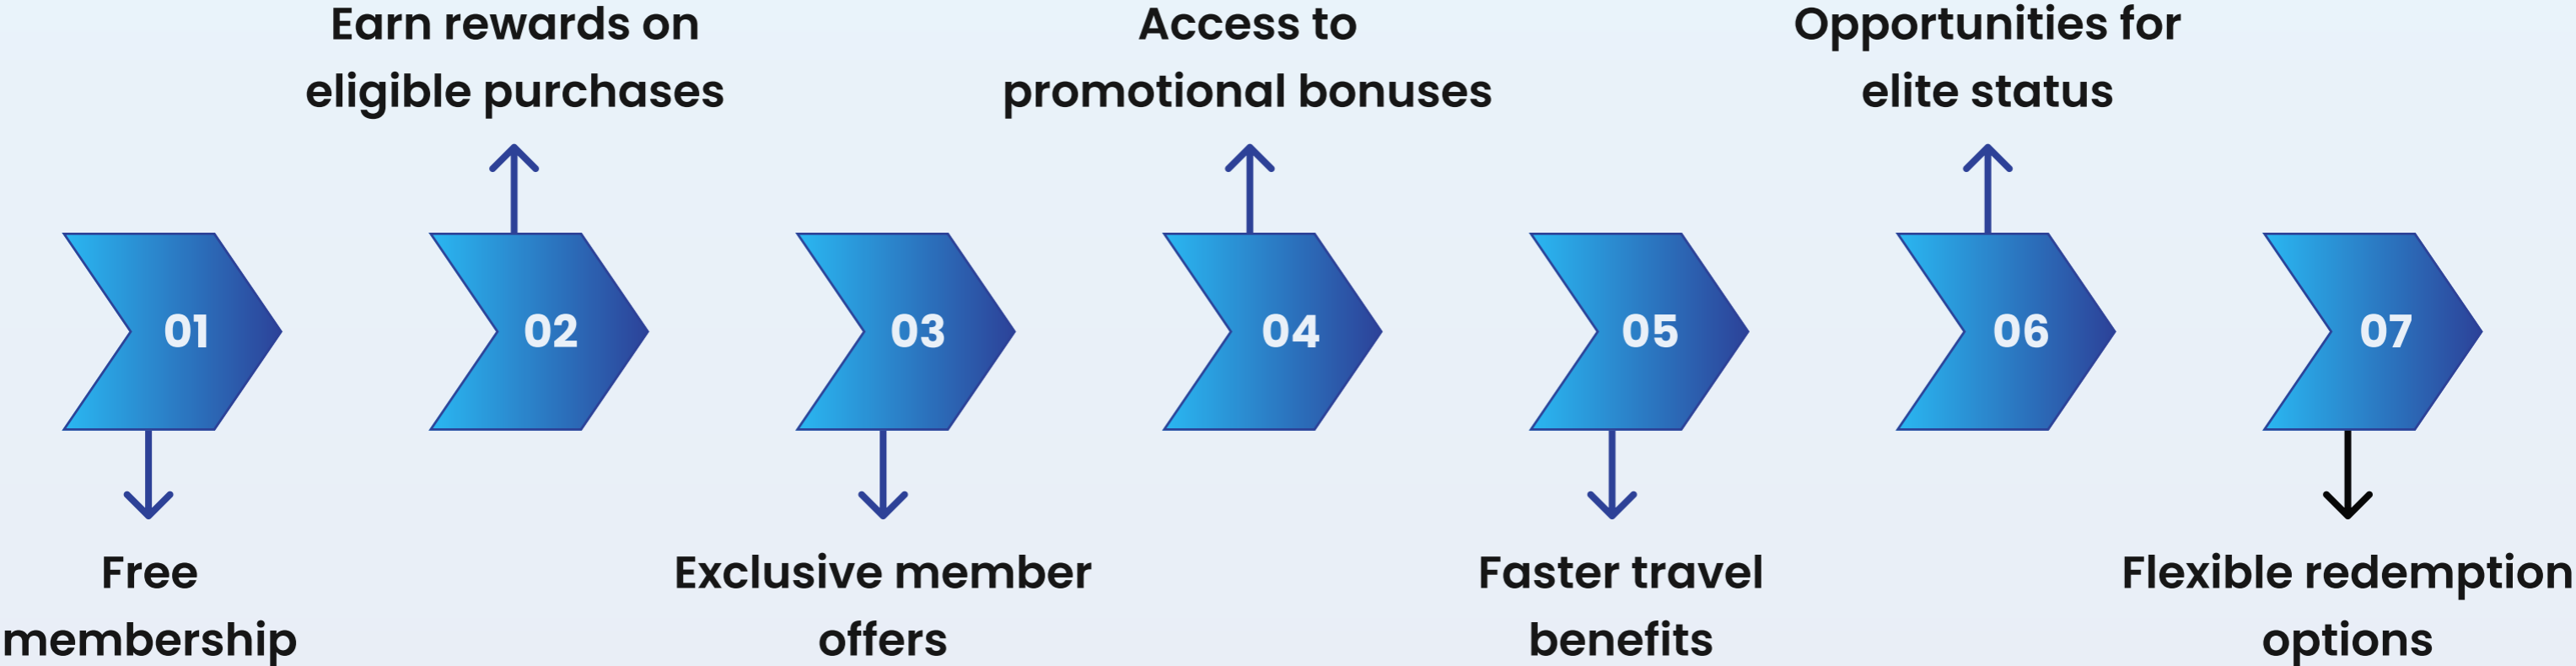 Earn rewards on
eligible purchases
Access to
promotional bonuses
Opportunities for
elite status
01
02
03
04
05
06
07
Free
membership
Exclusive member
offers
Faster travel
benefits
Flexible redemption
options